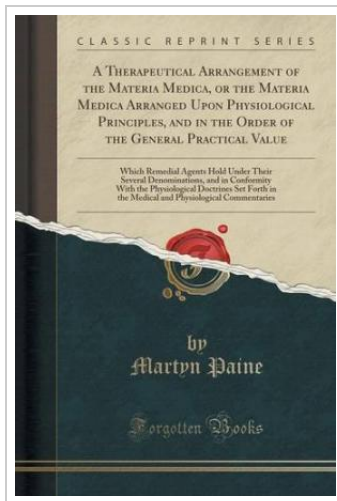 CLASSIC REPRINT SERIES
A THERAPEUTICAL ARRANGEMENT OF
THE MATERIA MEDICA, OR THE MATERIA
MEDICA ARRANGED UPON PHYSIOLOGICAL
PRINCIPLES, AND IN THE ORDER OF
THE GENERAL PRACTICAL VALUE
Which Remedial Agents Hold Under Their
Several Denominations, and in Conformity
With the Physiological Doctrines Set Forth in
the Medical and Physiological Commentaries
F
by
Martyn Paine
Forgotten Books